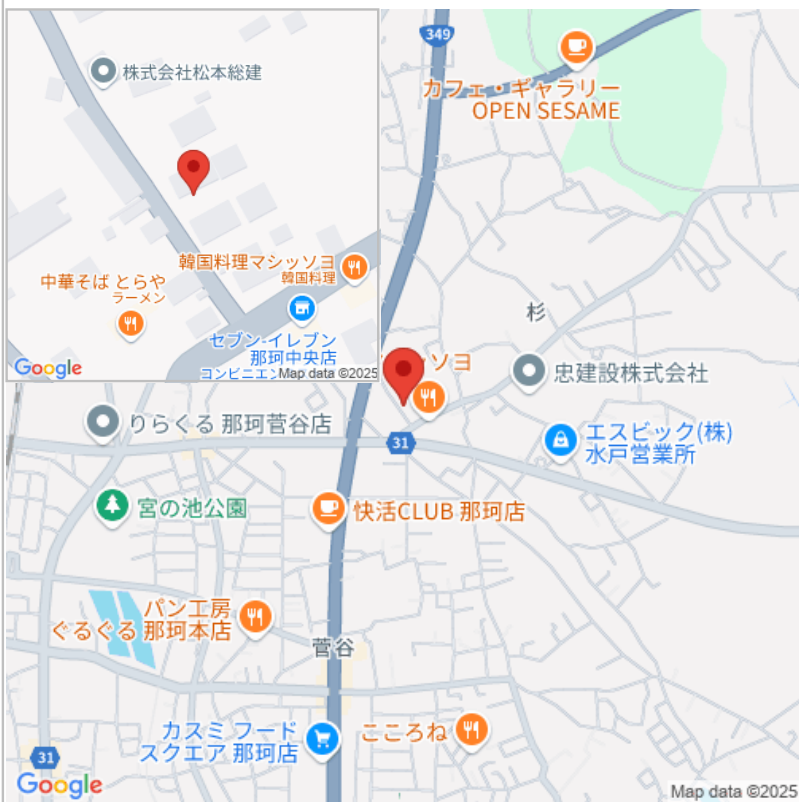 株式会社松本総建
韓国料理マシッソヨ
韓国料理
中華そば とらや
ラーメン
セブン-イレブン
那珂中央店
コンビニエン
Google
Map data ©2025
349
カフェ・ギャラリー
OPEN SESAME
杉
ソヨ
忠建設株式会社
りらくる 那珂菅谷店
31
エスビック(株)
水戸営業所
宮の池公園
快活CLUB 那珂店
パン工房
ぐるぐる 那珂本店
菅谷
カスミ フード
スクエア 那珂店
こころね
31
Google
Map data ©2025